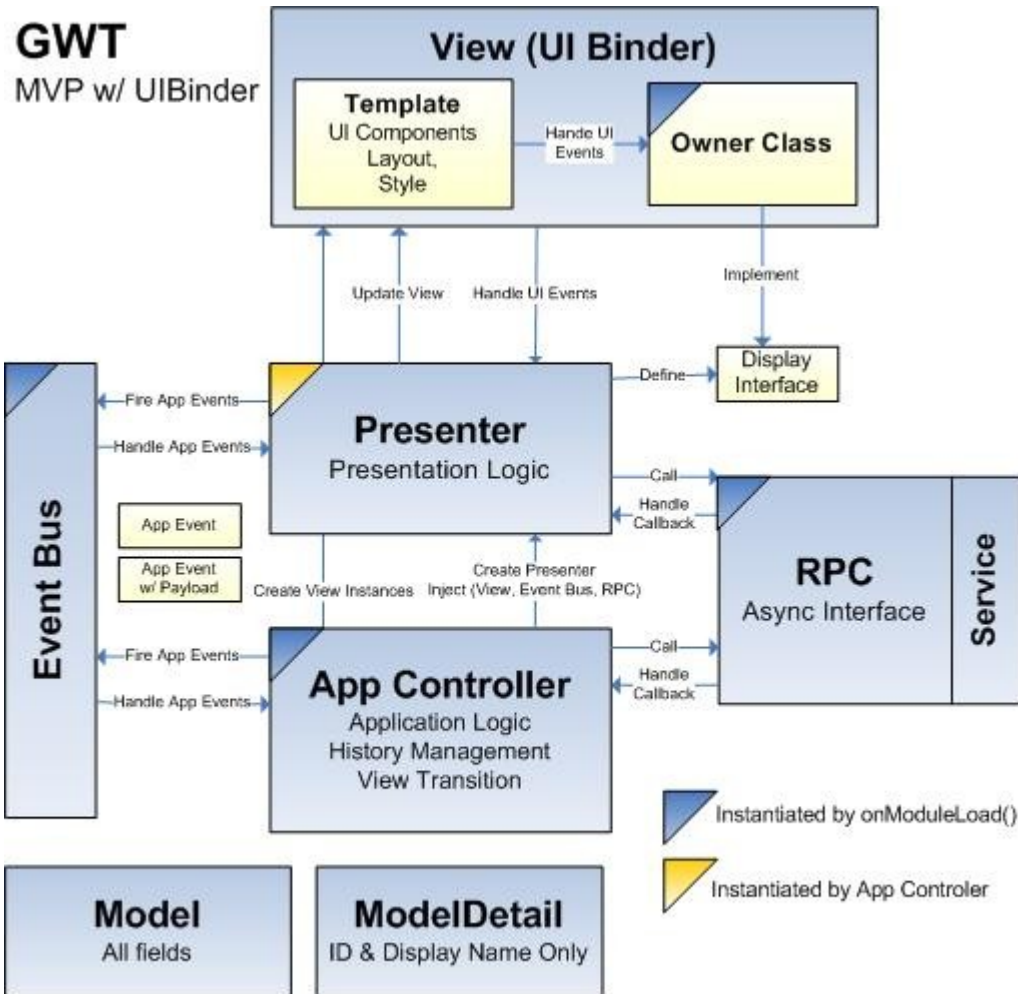 GWT
MVP w/ UIBinder
View (UI Binder)
Template
UI Components
Layout,
Style
Hande UI
Events
Owner Class
Update View
Handle UI Events
Implement
Display
Interface
Define
Fire App Events
Handle App Events
Presenter
Presentation Logic
Call
Handle
Callback
Event Bus
App Event
App Event
w/ Payload
Create View Instances
Create Presenter
Inject (View, Event Bus, RPC)
RPC
Async Interface
Service
Fire App Events
Handle App Events
App Controller
Application Logic
History Management
View Transition
Call
Handle
Callback
Instantiated by onModuleLoad()
Instantiated by App Controler
Model
All fields
ModelDetail
ID & Display Name Only